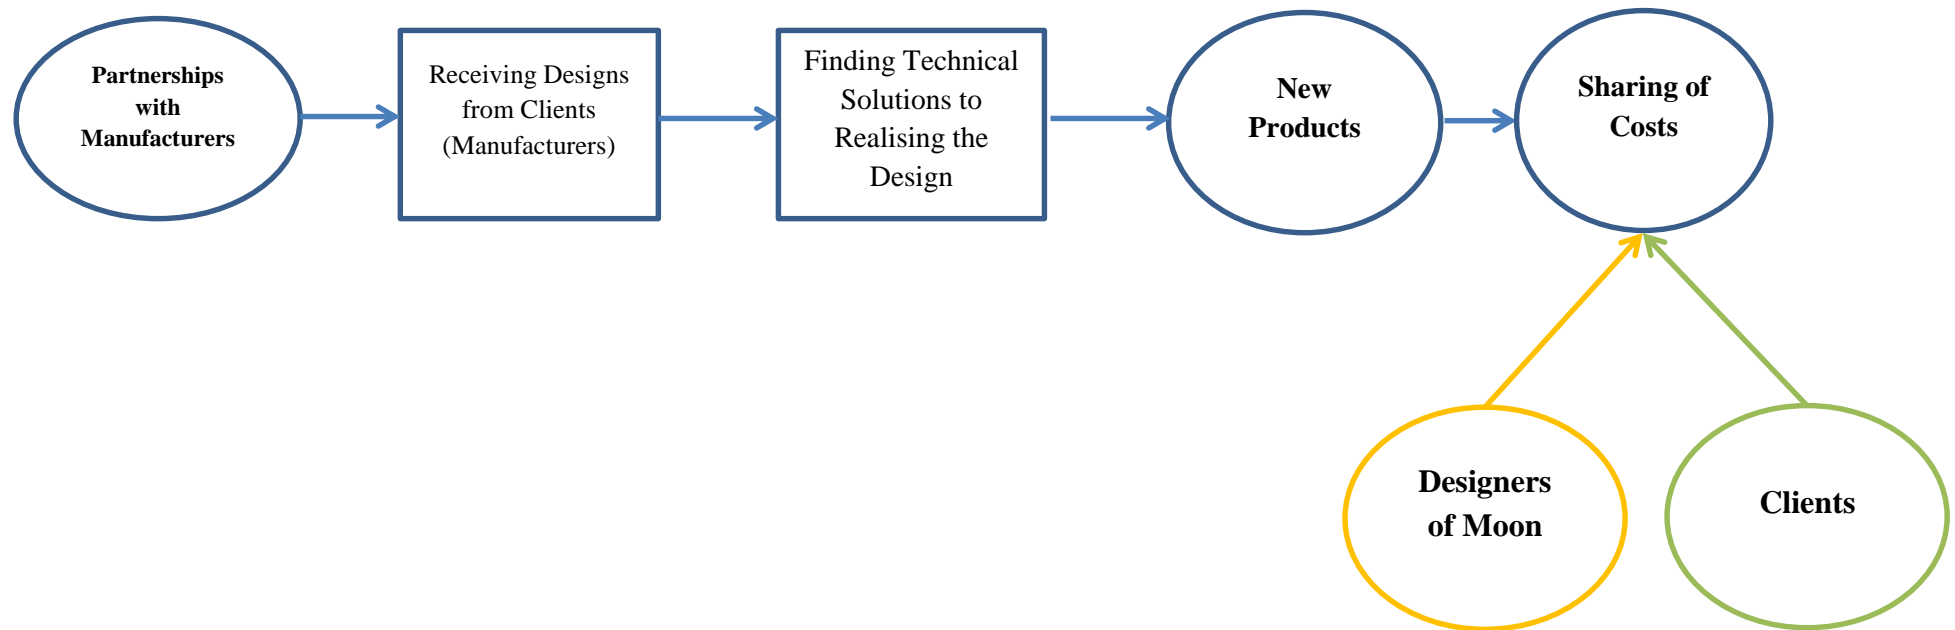 Partnerships
with
Manufacturers
Receiving Designs
from Clients
(Manufacturers)
Finding Technical
Solutions to
Realising the
Design
New
Products
Sharing of
Costs
Designers
of Moon
Clients